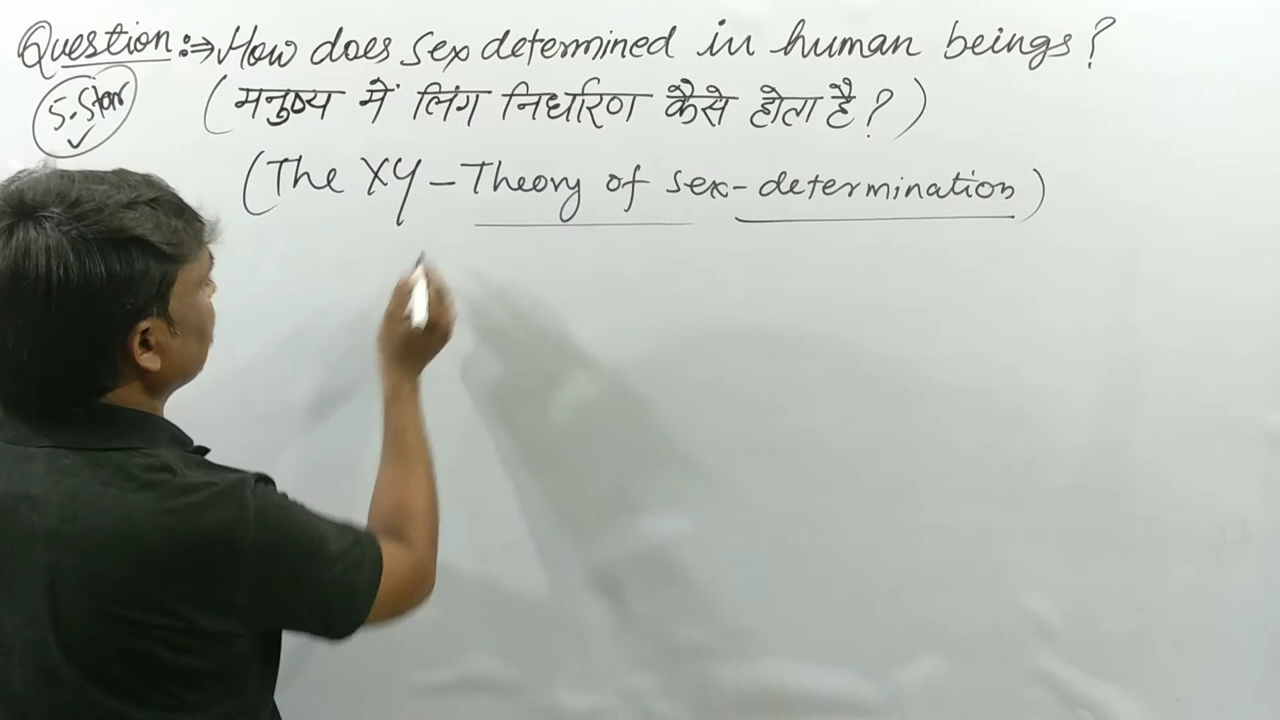 Question :⇒ How does sex determined in human beings?
5-Star ✓
(मनुष्य में लिंग निर्धारण कैसे होता है?)
(The XY-Theory of sex-determination)